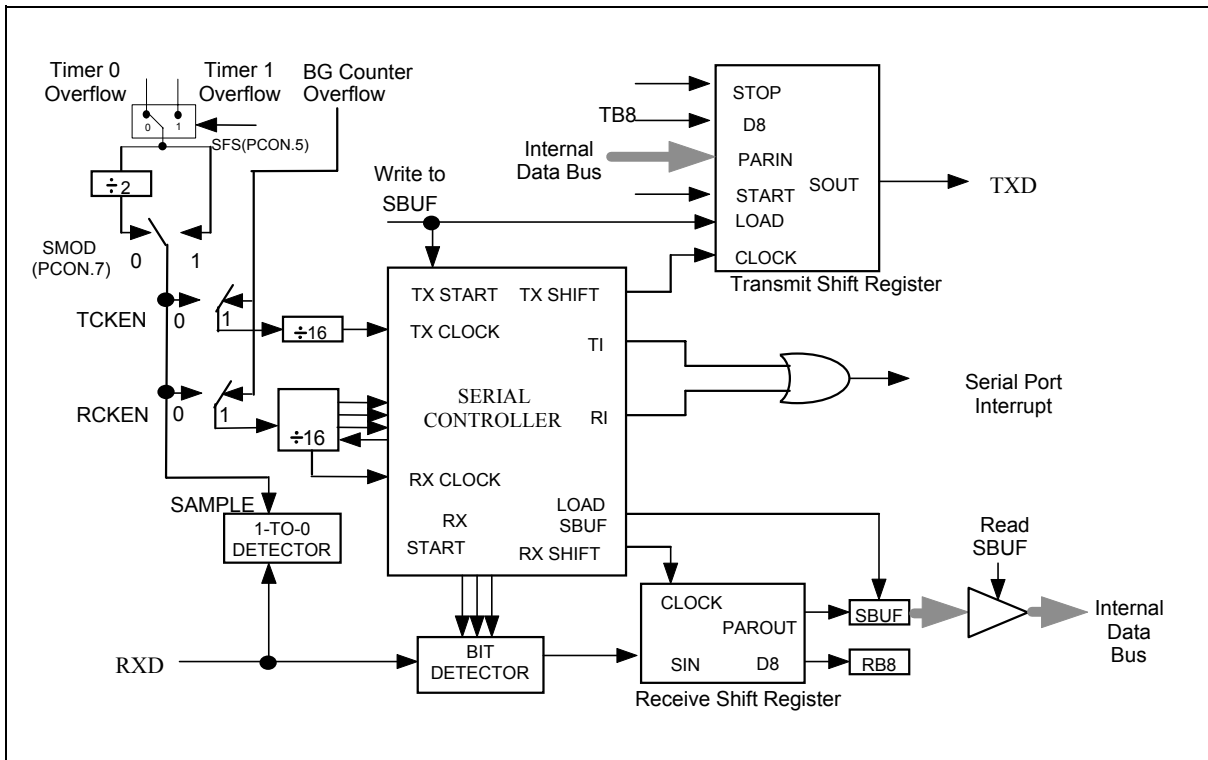 Timer 0
Overflow
Timer 1
Overflow
BG Counter
Overflow
0
1
SFS(PCON.5)
÷2
SMOD
(PCON.7)
0
1
TCKEN
0
1
÷16
RCKEN
0
1
÷16
SAMPLE
1-TO-0
DETECTOR
RXD
Write to
SBUF
TX START
TX SHIFT
TX CLOCK
TI
SERIAL
CONTROLLER
RI
RX CLOCK
LOAD
SBUF
RX
START
RX SHIFT
BIT
DETECTOR
TB8
Internal
Data Bus
STOP
D8
PARIN
SOUT
START
LOAD
CLOCK
Transmit Shift Register
TXD
Serial Port
Interrupt
CLOCK
PAROUT
SIN
D8
Receive Shift Register
SBUF
RB8
Read
SBUF
Internal
Data
Bus